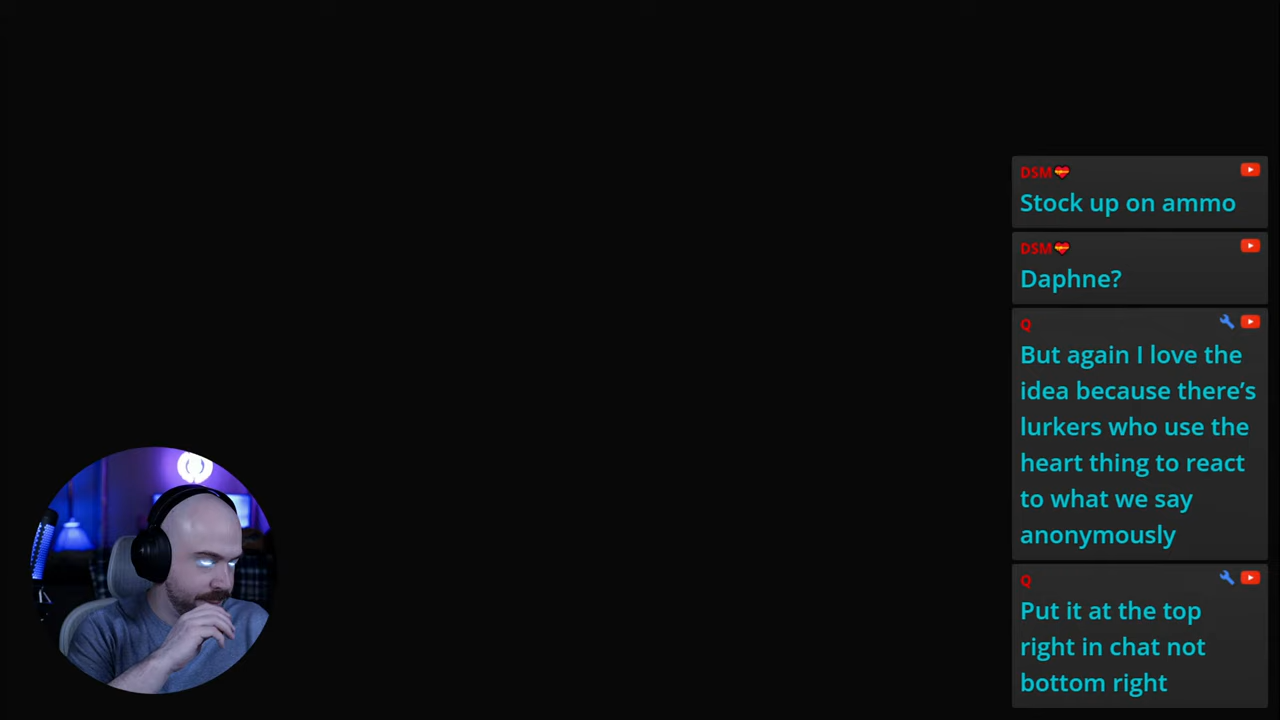 DSM
Stock up on ammo
DSM
Daphne?
Q
But again I love the
idea because there’s
lurkers who use the
heart thing to react
to what we say
anonymously
Q
Put it at the top
right in chat not
bottom right